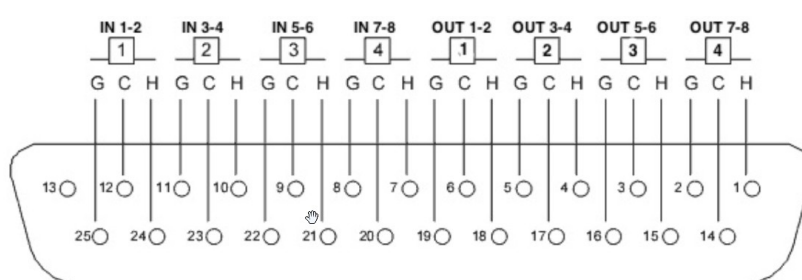 IN 1-2 IN 3-4 IN 5-6 IN 7-8 OUT 1-2 OUT 3-4 OUT 5-6 OUT 7-8
1 2 3 4 1 2 3 4
G C H G C H G C H G C H G C H G C H G C H G C H
13 12 11 10 9 8 7 6 5 4 3 2 1
25 24 23 22 21 20 19 18 17 16 15 14